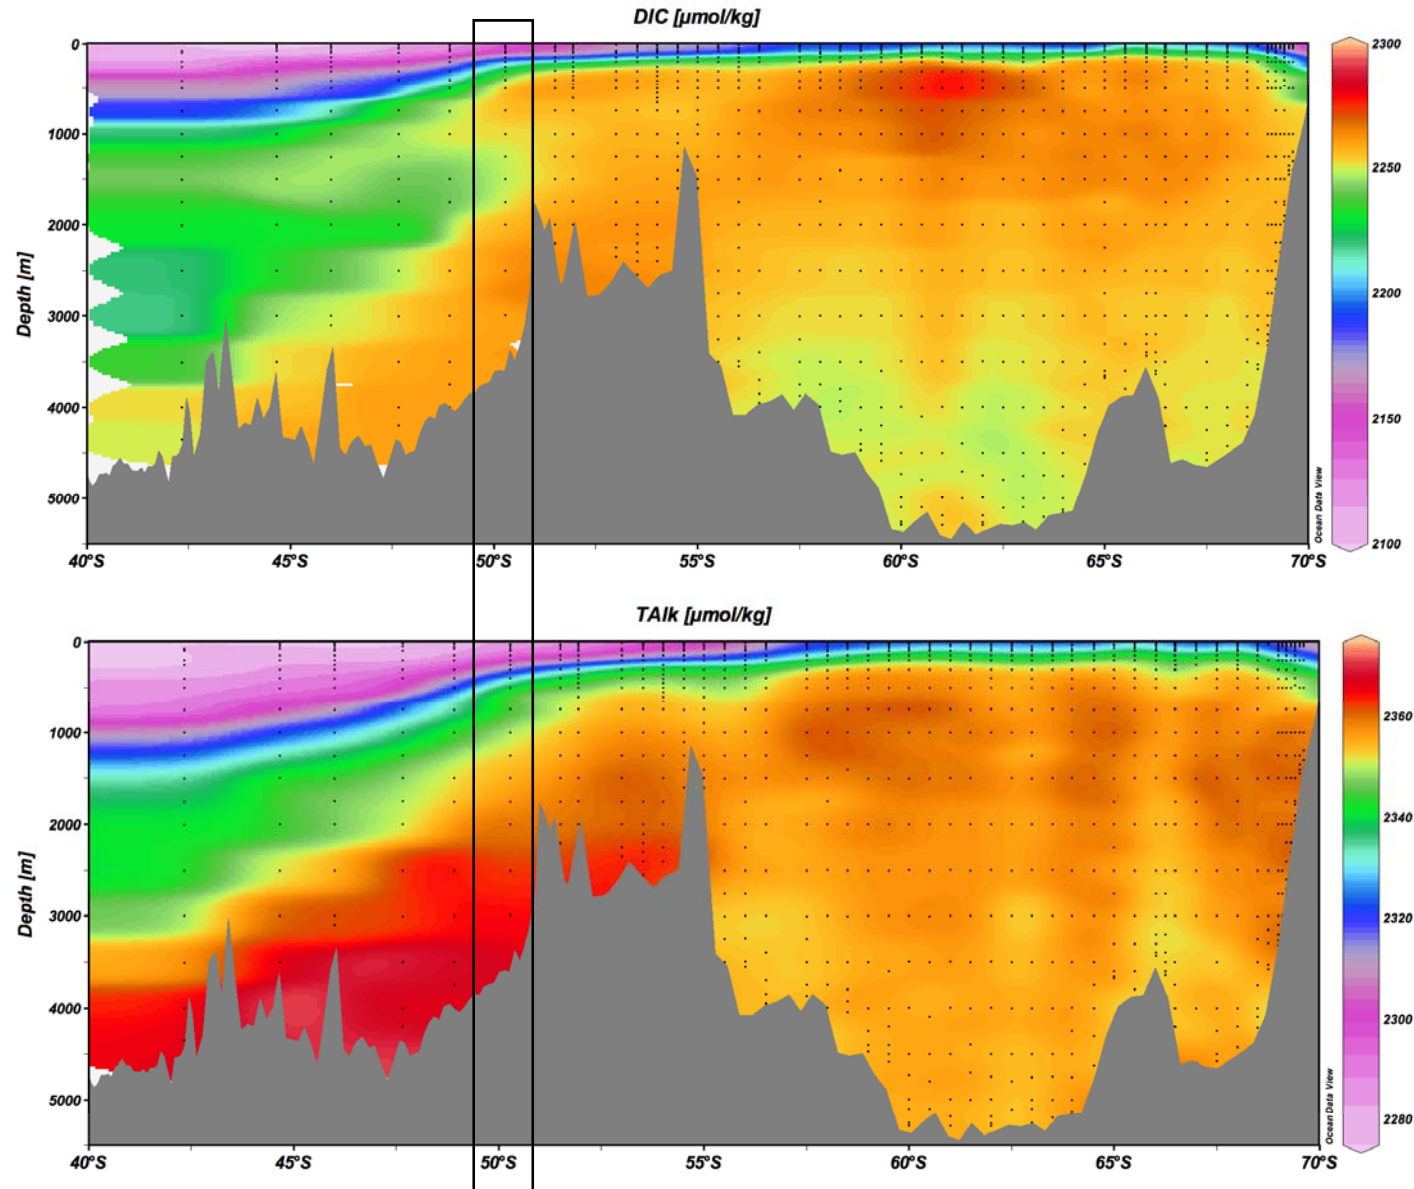 DIC [µmol/kg]
0
1000
2000
3000
4000
5000
Depth [m]
40°S
45°S
50°S
55°S
60°S
65°S
70°S
2300
2250
2200
2150
2100
Ocean Data View
TAlk [µmol/kg]
0
1000
2000
3000
4000
5000
Depth [m]
40°S
45°S
50°S
55°S
60°S
65°S
70°S
2360
2340
2320
2300
2280
Ocean Data View